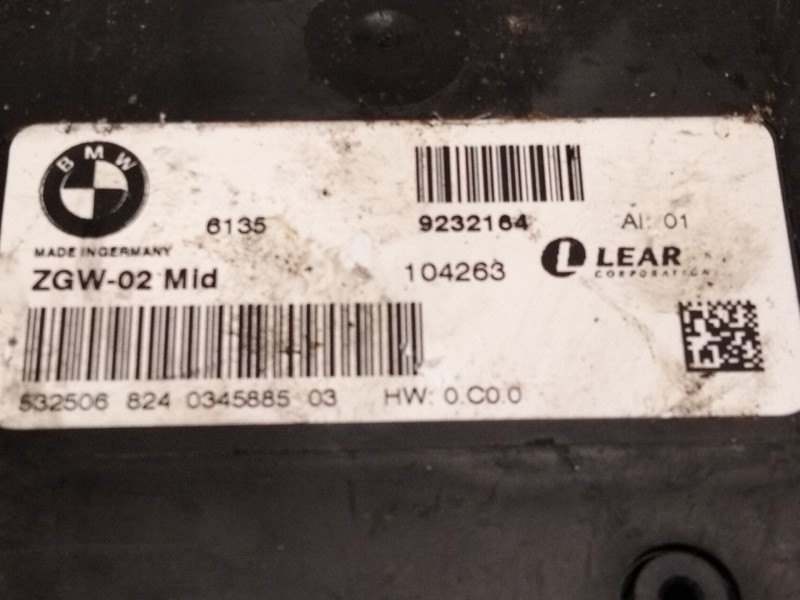 BMW
6135 9232164 AI: 01
MADE IN GERMANY
ZGW-02 Mid 104263 LEAR
CORPORATION
532506 824 0345885 03 HW: 0.C0.0